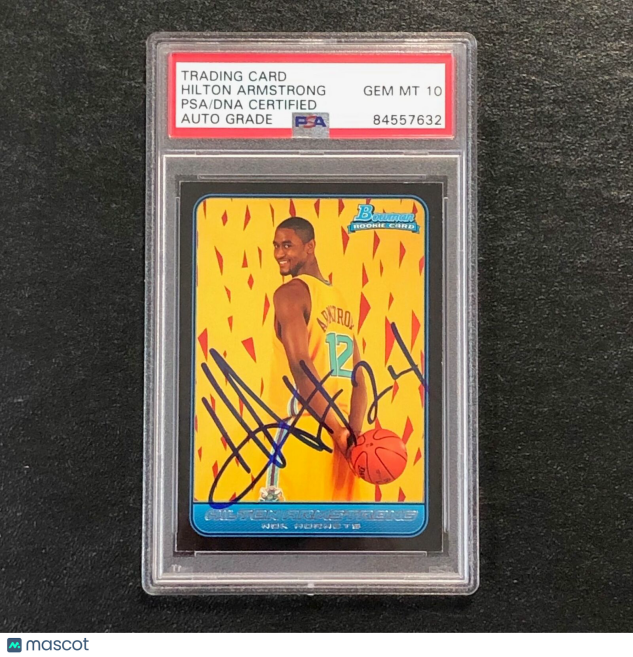 TRADING CARD
HILTON ARMSTRONG
PSA/DNA CERTIFIED
AUTO GRADE
GEM MT 10
84557632
PSA
Bowman
ROOKIE CARD
12
#24
HILTON ARMSTRONG
NOK HORNETS
mascot